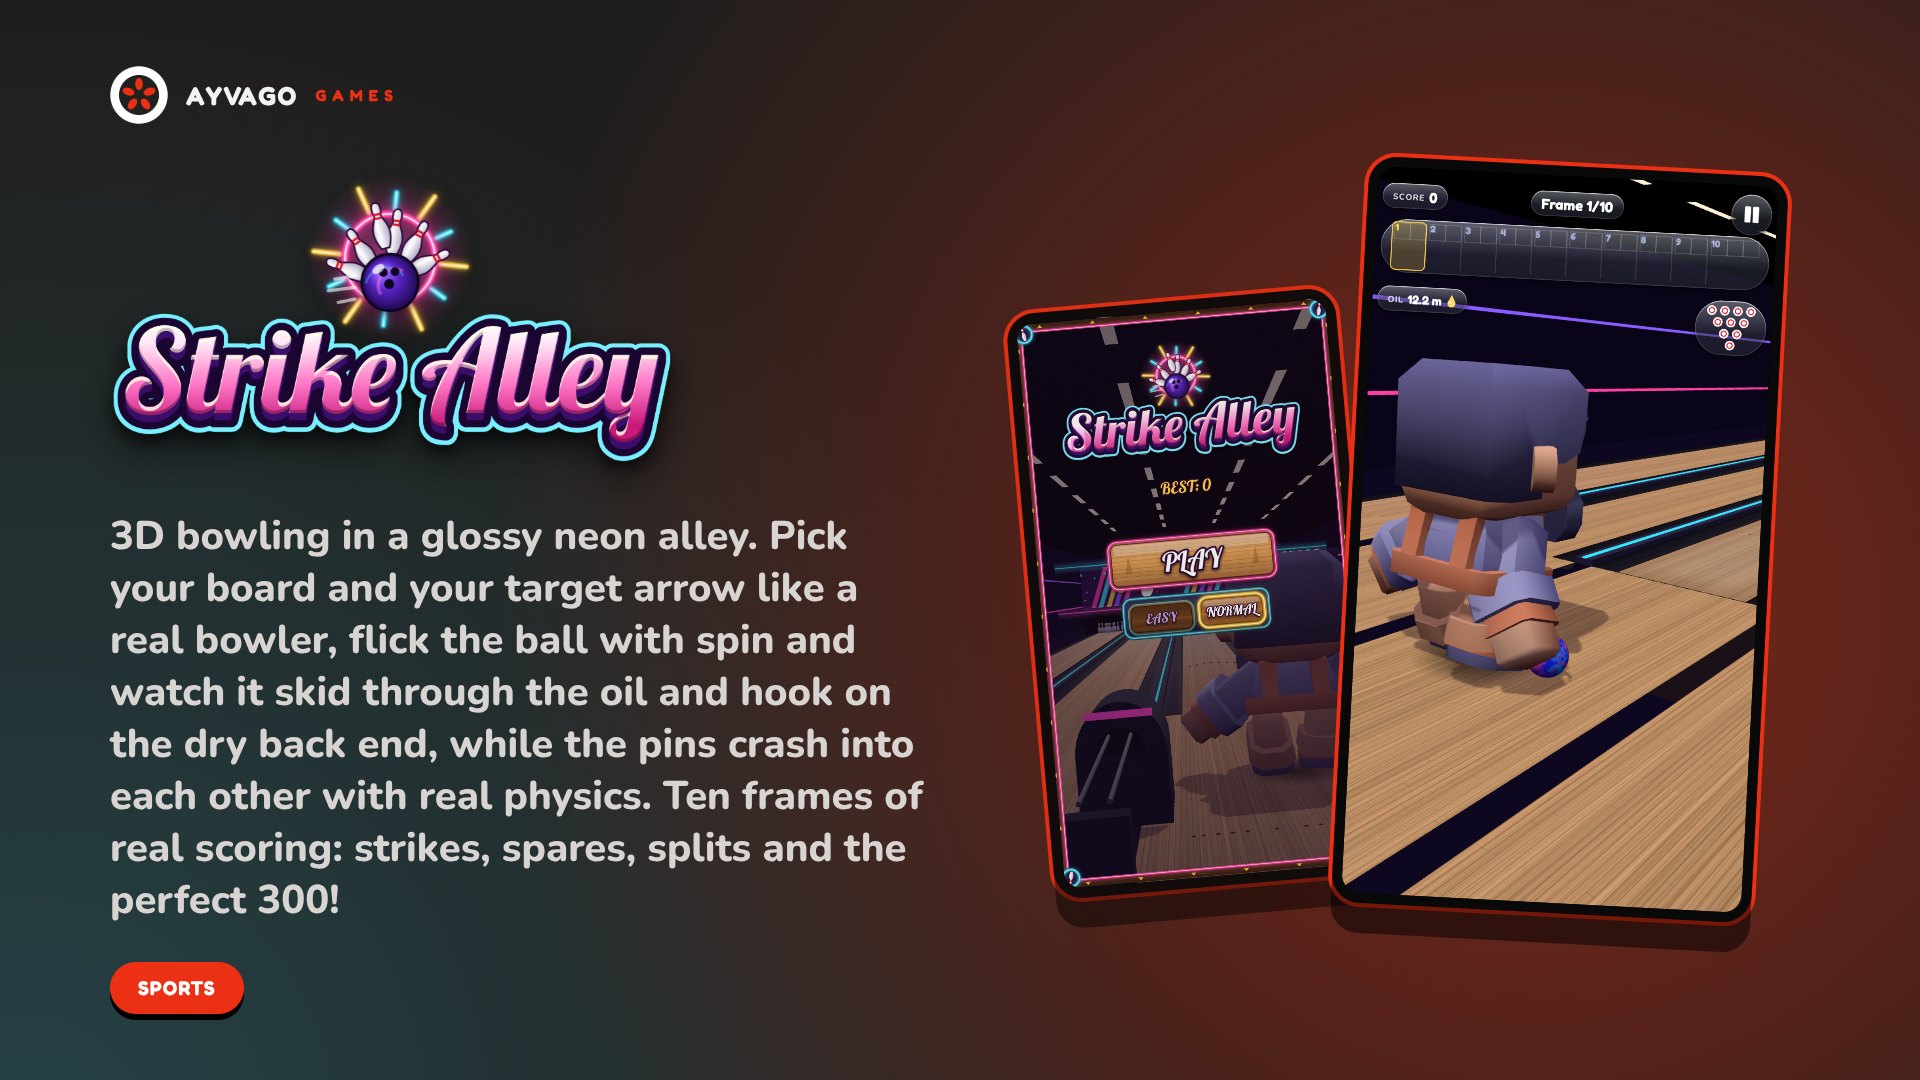 AYVAGO GAMES
Strike Alley
3D bowling in a glossy neon alley. Pick
your board and your target arrow like a
real bowler, flick the ball with spin and
watch it skid through the oil and hook on
the dry back end, while the pins crash into
each other with real physics. Ten frames of
real scoring: strikes, spares, splits and the
perfect 300!
SPORTS
Strike Alley
BEST: 0
PLAY
EASY NORMAL
SCORE 0
Frame 1/10
1 2 3 4 5 6 7 8 9 10
OIL 12.2 m